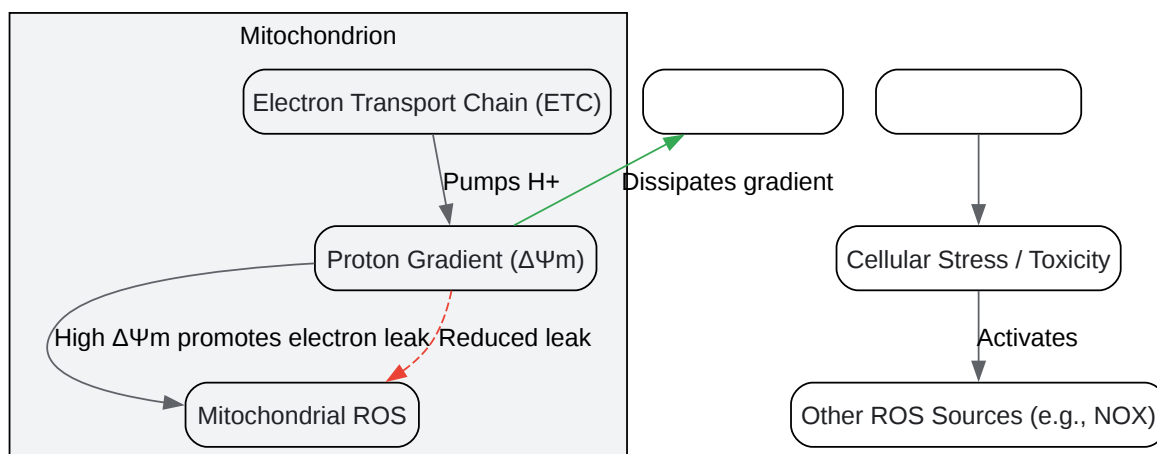 Mitochondrion
Electron Transport Chain (ETC)
Pumps H+
Dissipates gradient
Proton Gradient (ΔΨm)
Cellular Stress / Toxicity
High ΔΨm promotes electron leak
Reduced leak
Activates
Mitochondrial ROS
Other ROS Sources (e.g., NOX)